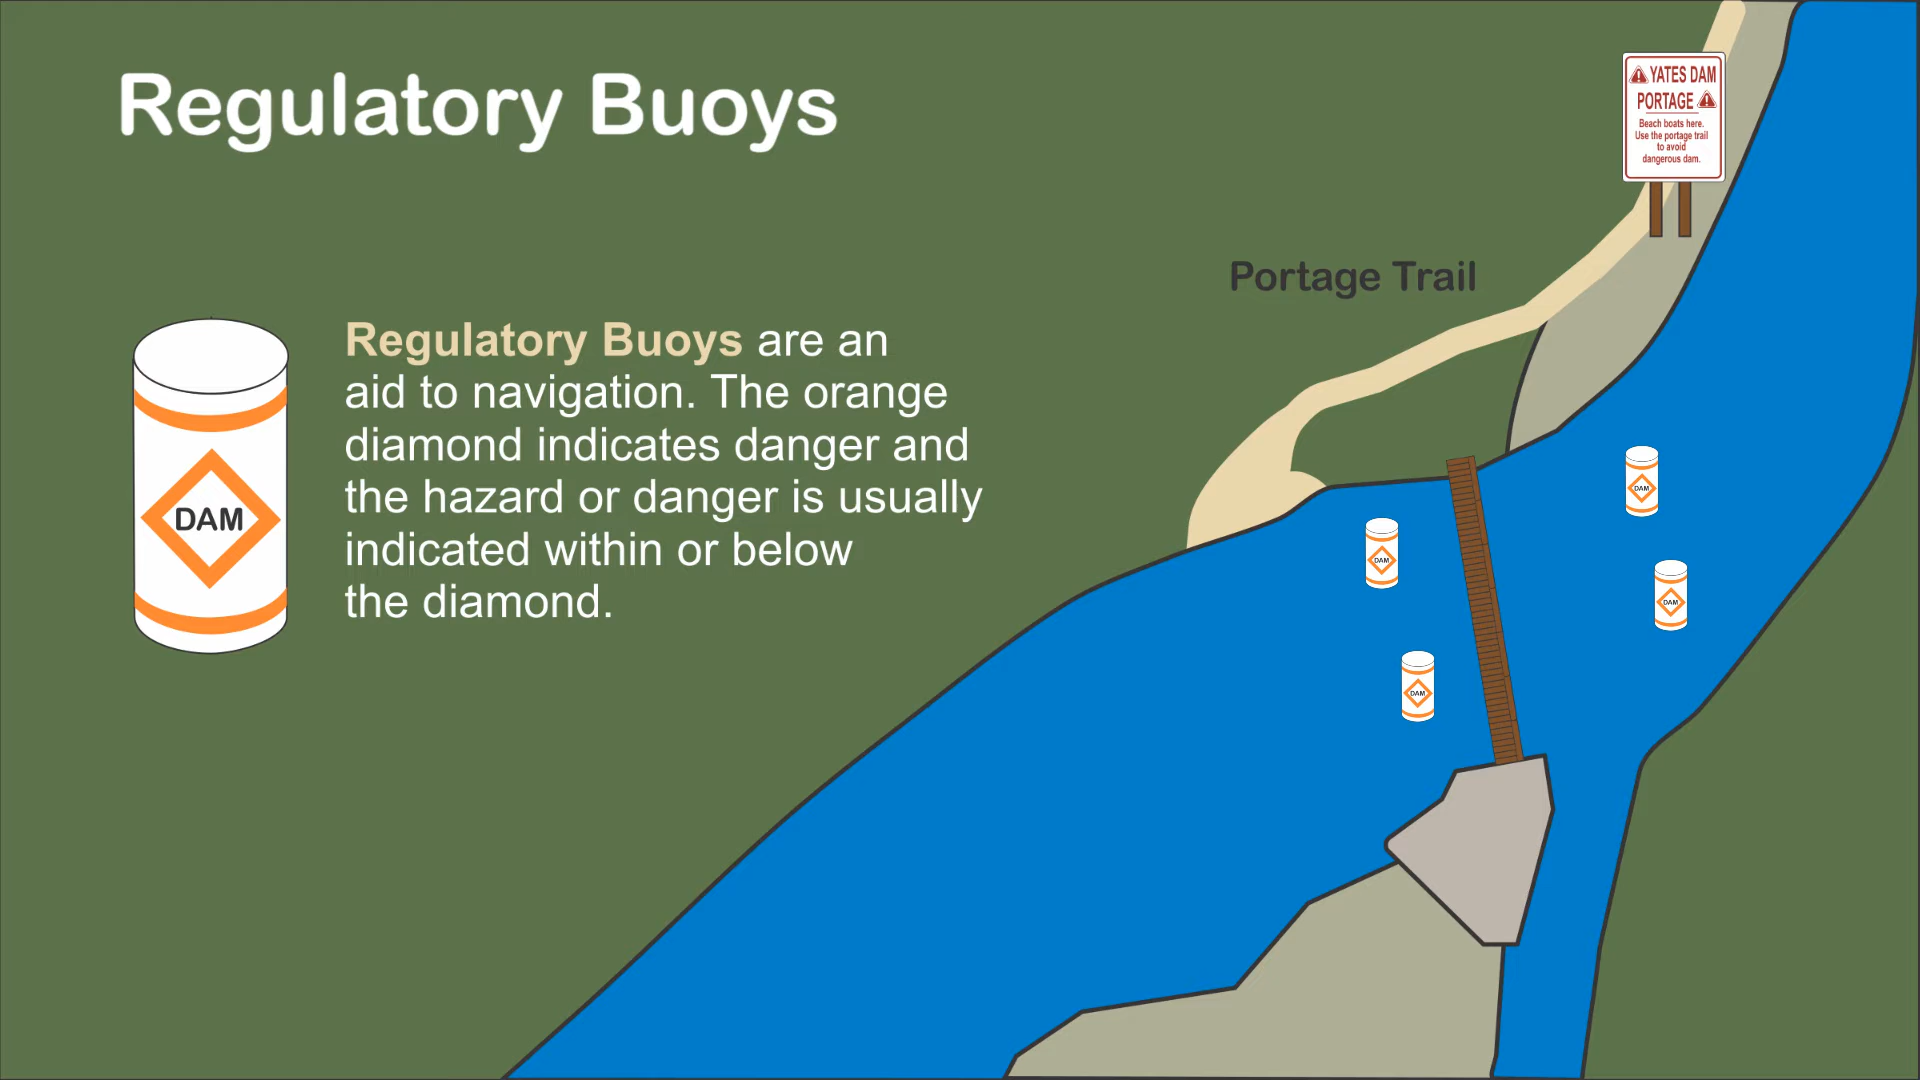 Regulatory Buoys
YATES DAM
PORTAGE
Beach boats here.
Use the portage trail
to avoid
dangerous dam.
Portage Trail
Regulatory Buoys are an
aid to navigation. The orange
diamond indicates danger and
the hazard or danger is usually
indicated within or below
the diamond.
DAM
DAM
DAM
DAM
DAM